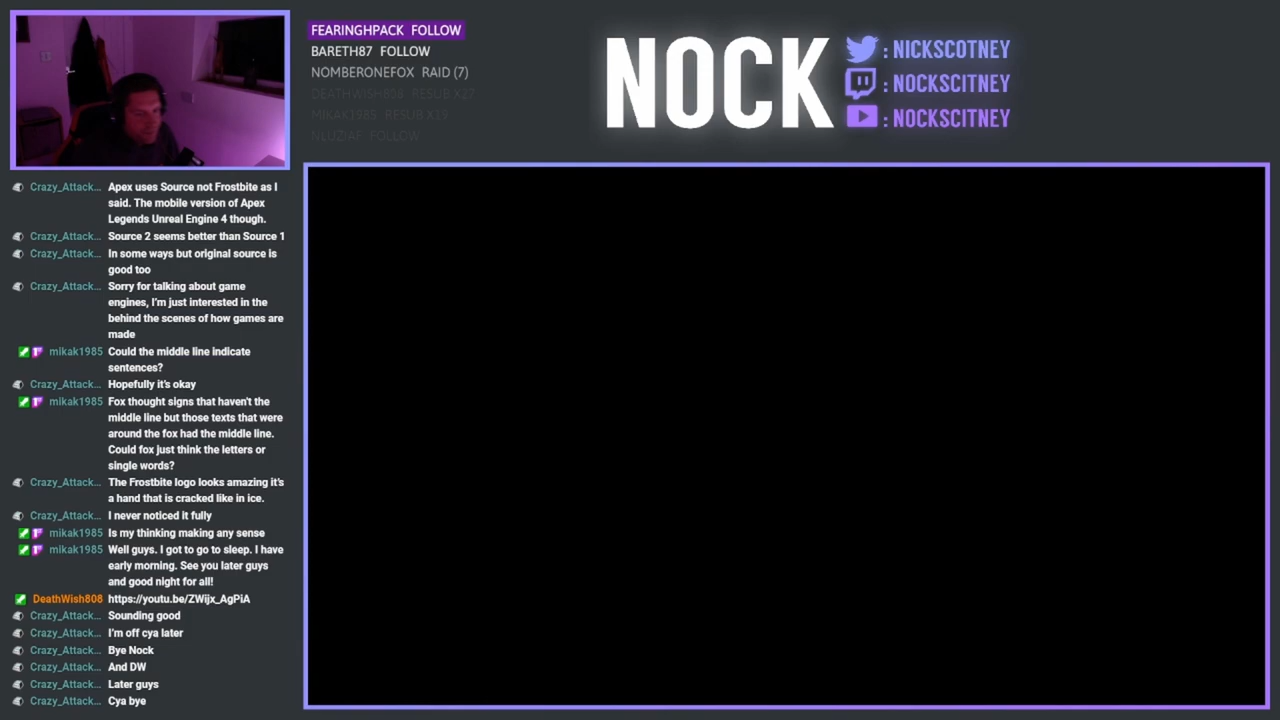 FEARINGHPACK FOLLOW
BARETH87 FOLLOW
NOMBERONEFOX RAID (7)
DEATHWISH808 RESUB X27
MIKAK1985 RESUB X19
NLUZIAF FOLLOW
NOCK
: NICKSCOTNEY
: NOCKSCITNEY
: NOCKSCITNEY
Crazy_Attack... Apex uses Source not Frostbite as I
said. The mobile version of Apex
Legends Unreal Engine 4 though.
Crazy_Attack... Source 2 seems better than Source 1
Crazy_Attack... In some ways but original source is
good too
Crazy_Attack... Sorry for talking about game
engines, I'm just interested in the
behind the scenes of how games are
made
mikak1985 Could the middle line indicate
sentences?
Crazy_Attack... Hopefully it's okay
mikak1985 Fox thought signs that haven't the
middle line but those texts that were
around the fox had the middle line.
Could fox just think the letters or
single words?
Crazy_Attack... The Frostbite logo looks amazing it's
a hand that is cracked like in ice.
Crazy_Attack... I never noticed it fully
mikak1985 Is my thinking making any sense
mikak1985 Well guys. I got to go to sleep. I have
early morning. See you later guys
and good night for all!
DeathWish808 https://youtu.be/ZWijx_AgPiA
Crazy_Attack... Sounding good
Crazy_Attack... I'm off cya later
Crazy_Attack... Bye Nock
Crazy_Attack... And DW
Crazy_Attack... Later guys
Crazy_Attack... Cya bye